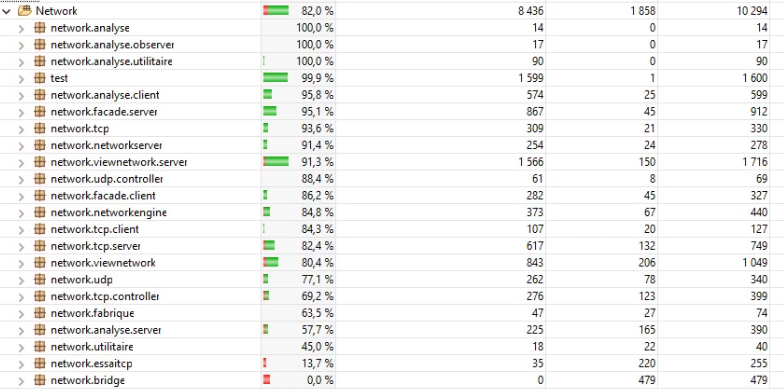 Network 82,0 % 8 436 1 858 10 294
network.analyse 100,0 % 14 0 14
network.analyse.observer 100,0 % 17 0 17
network.analyse.utilitaire 100,0 % 90 0 90
test 99,9 % 1 599 1 1 600
network.analyse.client 95,8 % 574 25 599
network.facade.server 95,1 % 867 45 912
network.tcp 93,6 % 309 21 330
network.networkserver 91,4 % 254 24 278
network.viewnetwork.server 91,3 % 1 566 150 1 716
network.udp.controller 88,4 % 61 8 69
network.facade.client 86,2 % 282 45 327
network.networkengine 84,8 % 373 67 440
network.tcp.client 84,3 % 107 20 127
network.tcp.server 82,4 % 617 132 749
network.viewnetwork 80,4 % 843 206 1 049
network.udp 77,1 % 262 78 340
network.tcp.controller 69,2 % 276 123 399
network.fabrique 63,5 % 47 27 74
network.analyse.server 57,7 % 225 165 390
network.utilitaire 45,0 % 18 22 40
network.essaitcp 13,7 % 35 220 255
network.bridge 0,0 % 0 479 479